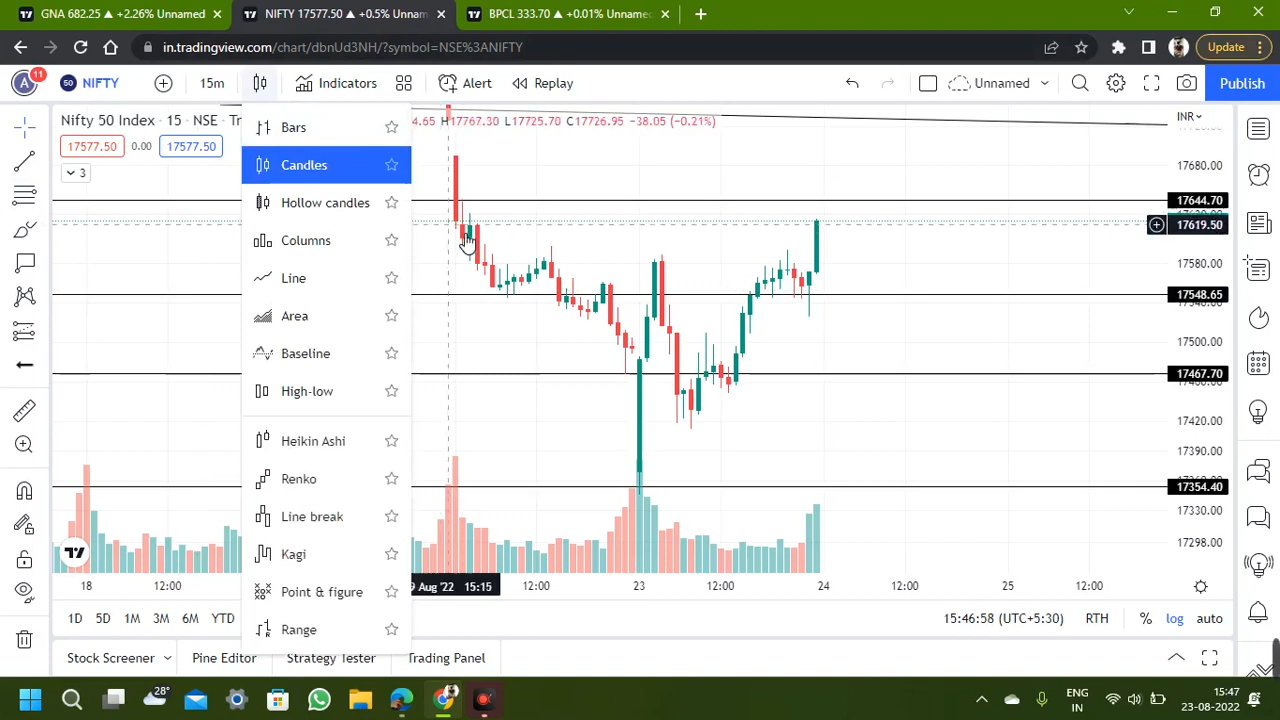 GNA 682.25 ▲ +2.26% Unnamed
NIFTY 17577.50 ▲ +0.5% Unnam
BPCL 333.70 ▲ +0.01% Unnamed
in.tradingview.com/chart/dbnUd3NH/?symbol=NSE%3ANIFTY
Update
A 11
50 NIFTY
15m
Indicators
Alert
Replay
Unnamed
Publish
Nifty 50 Index · 15 · NSE · Tr
4.65 H17767.30 L17725.70 C17726.95 −38.05 (−0.21%)
INR
17577.50 0.00 17577.50
3
Bars
Candles
Hollow candles
Columns
Line
Area
Baseline
High-low
Heikin Ashi
Renko
Line break
Kagi
Point & figure
Range
17680.00
17644.70
17619.50
17580.00
17548.65
17500.00
17467.70
17420.00
17354.40
17330.00
17298.00
18 12:00
9 Aug '22 15:15
12:00 23 12:00 24 12:00 25 12:00
1D 5D 1M 3M 6M YTD
15:46:58 (UTC+5:30) RTH % log auto
Stock Screener Pine Editor Strategy Tester Trading Panel
28°
ENG
IN
15:47
23-08-2022